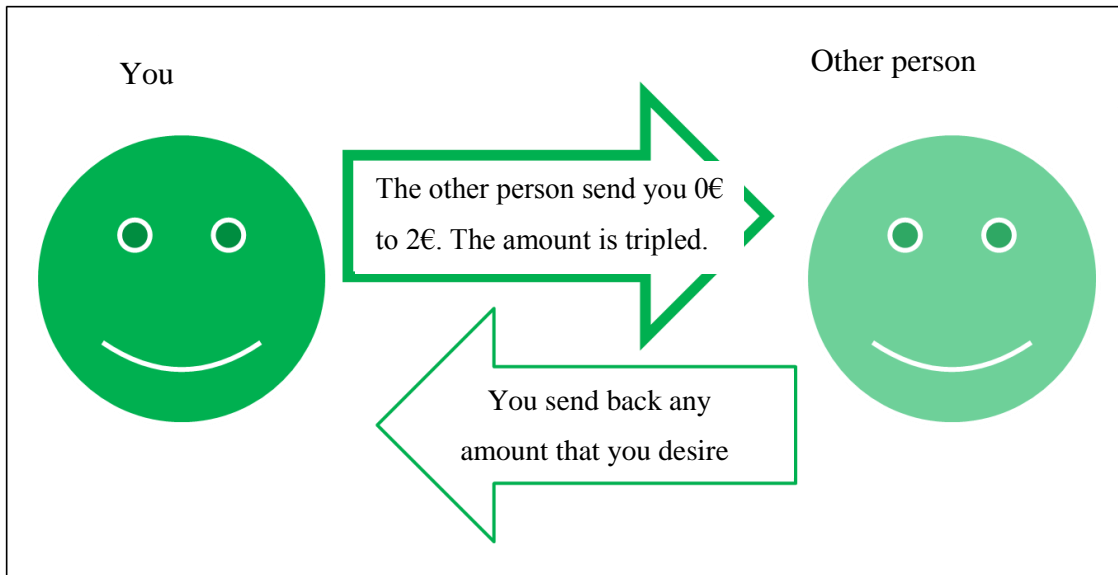 You
Other person
The other person send you 0€
to 2€. The amount is tripled.
You send back any
amount that you desire